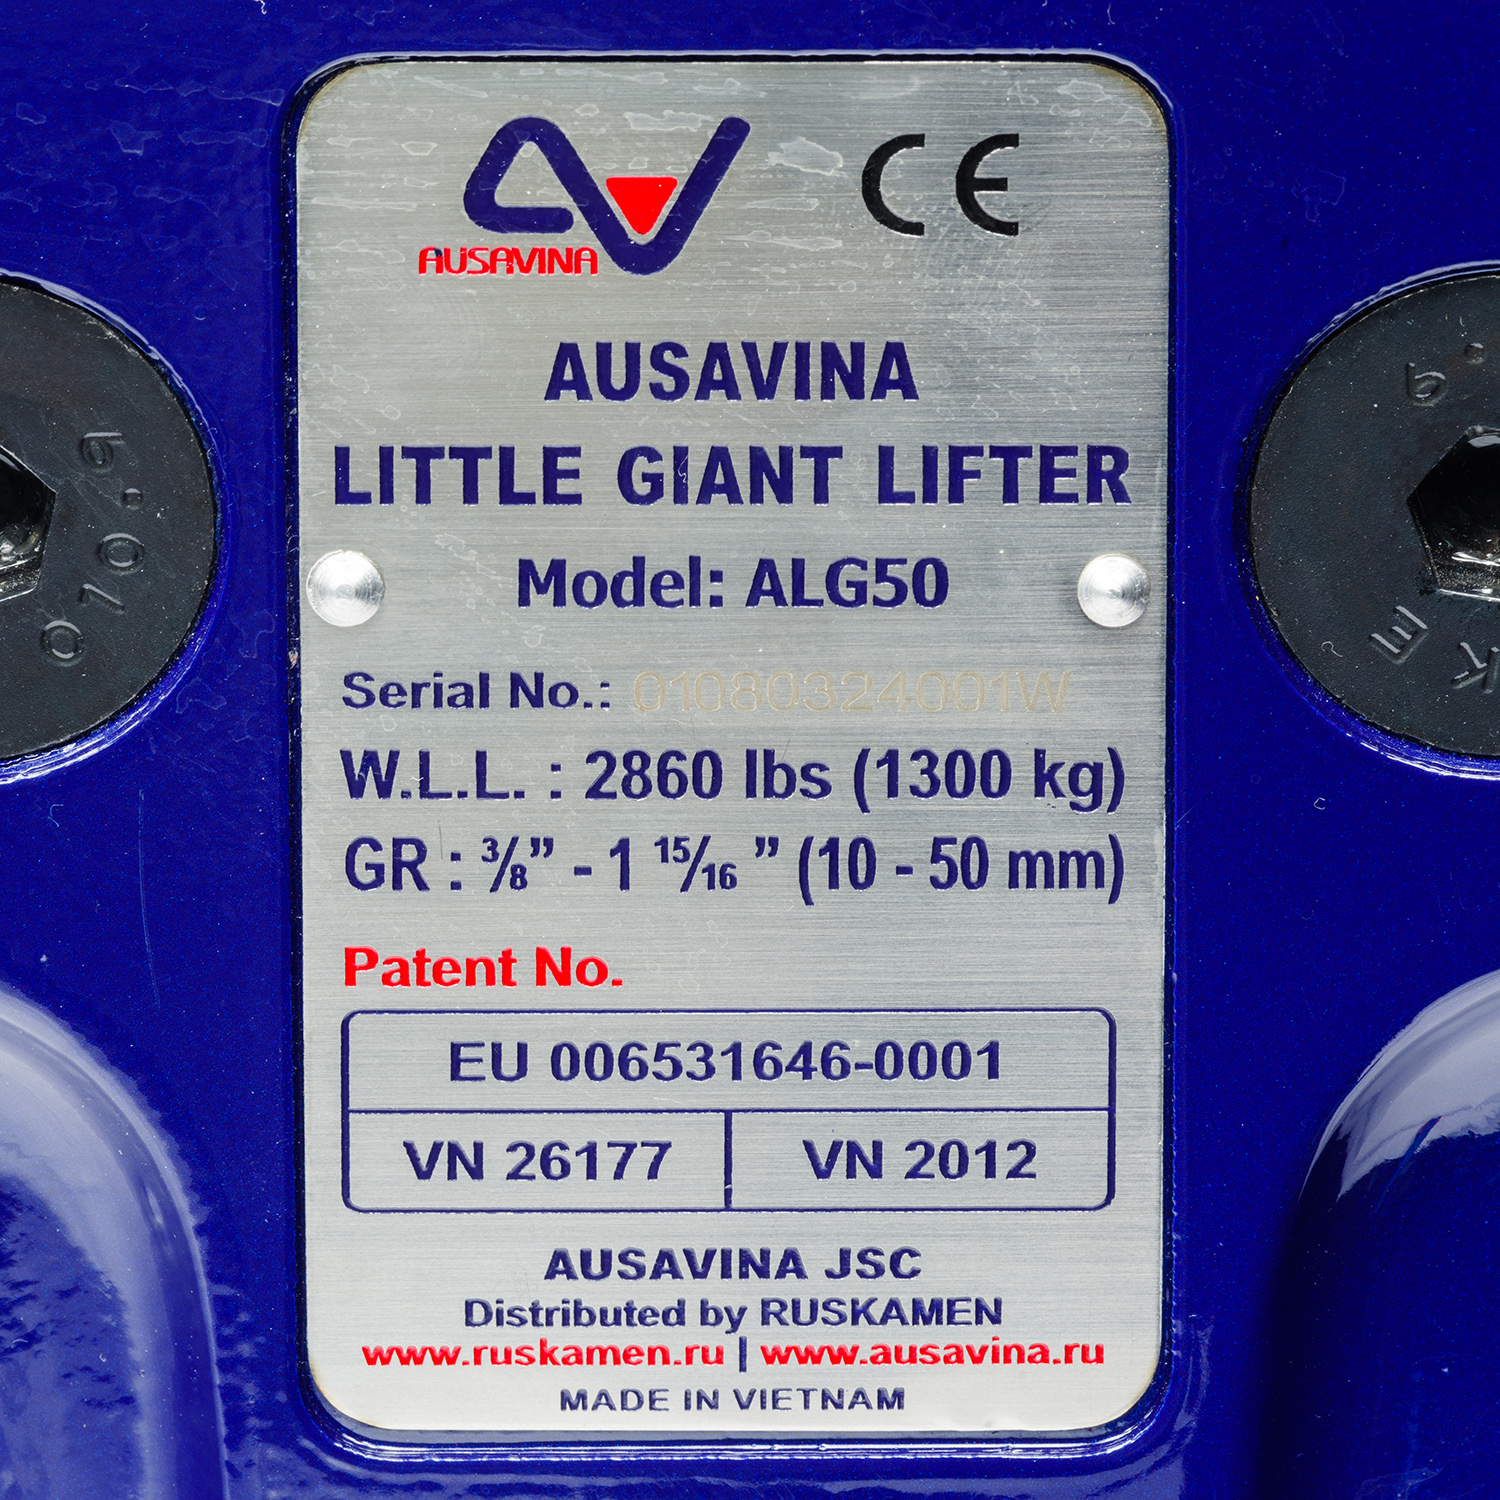 AUSAVINA
CE
AUSAVINA
LITTLE GIANT LIFTER
Model: ALG50
Serial No.: 01080324001W
W.L.L. : 2860 lbs (1300 kg)
GR : 3/8” - 1 15/16 ” (10 - 50 mm)
Patent No.
EU 006531646-0001
VN 26177
VN 2012
AUSAVINA JSC
Distributed by RUSKAMEN
www.ruskamen.ru | www.ausavina.ru
MADE IN VIETNAM